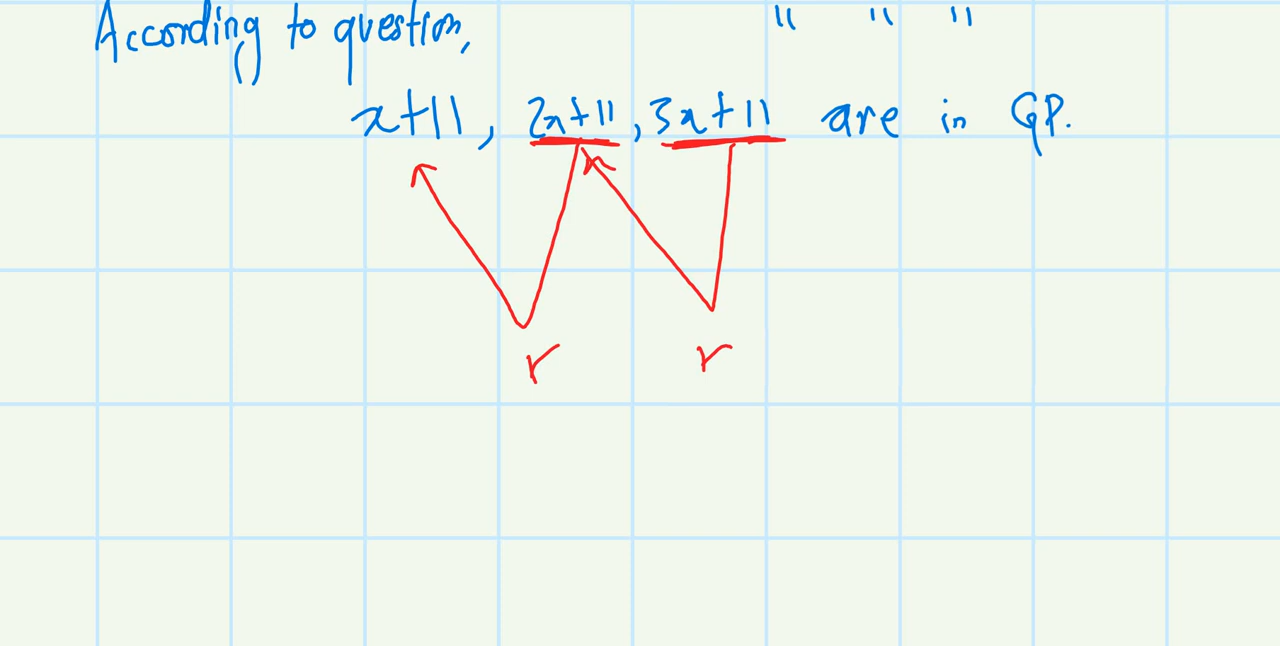 According to question, " " "
x+11, 2x+11, 3x+11 are in GP.
r r